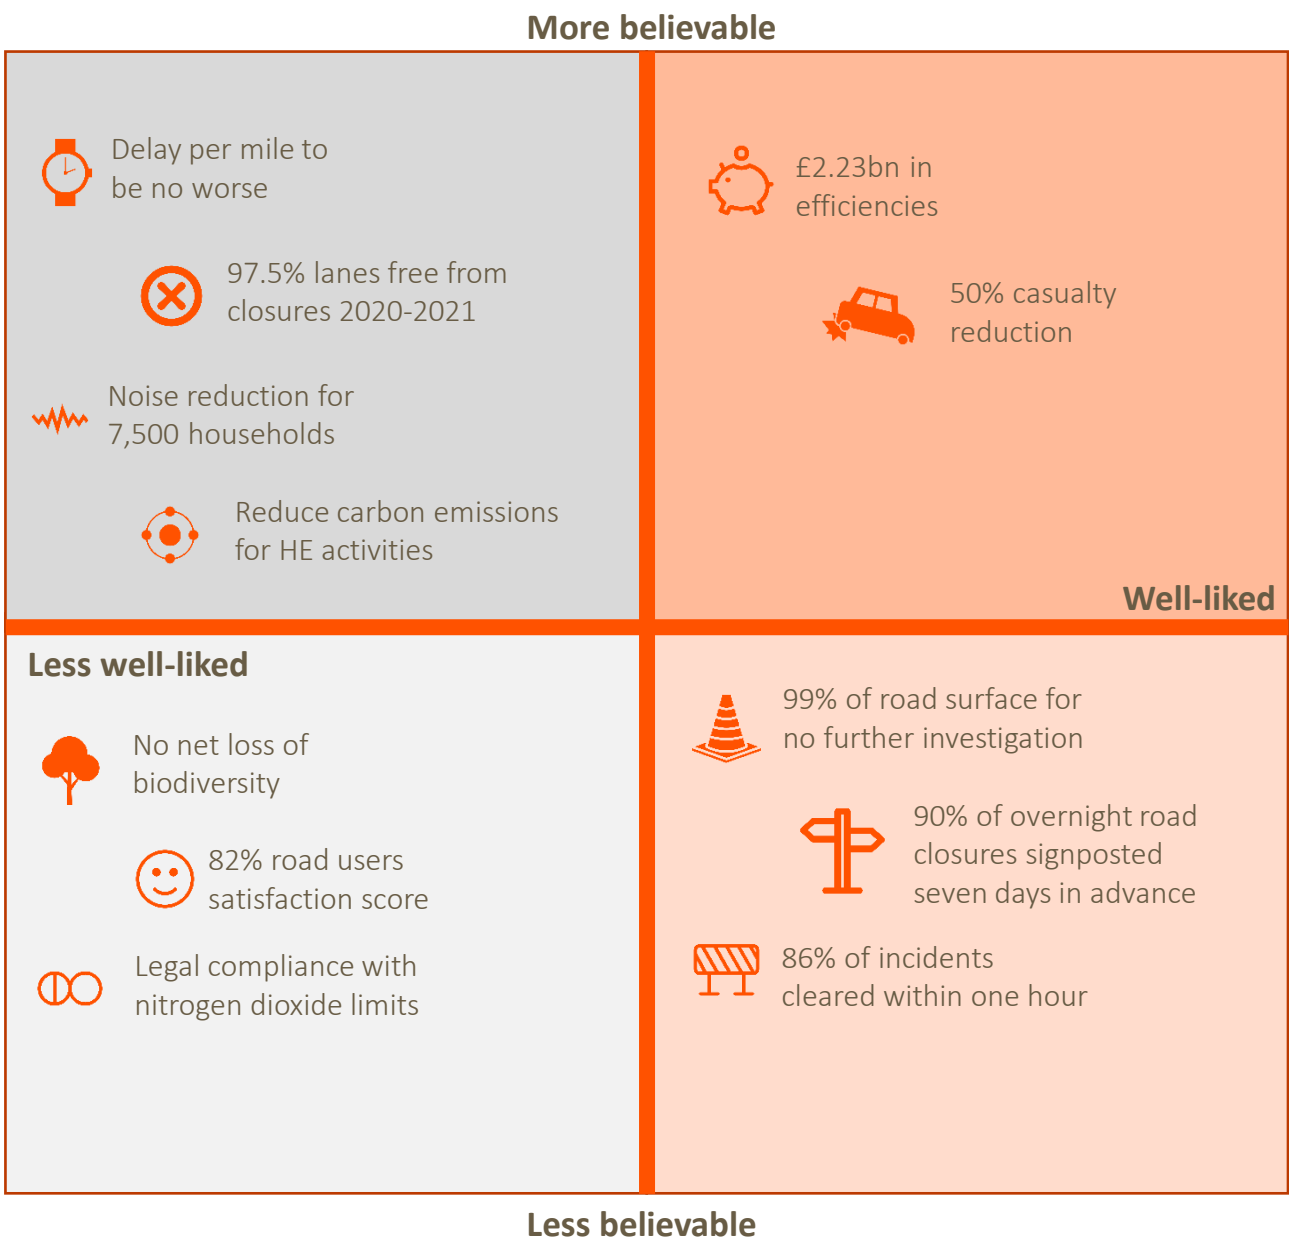 More believable
Delay per mile to
be no worse
97.5% lanes free from
closures 2020-2021
Noise reduction for
7,500 households
Reduce carbon emissions
for HE activities
£2.23bn in
efficiencies
50% casualty
reduction
Well-liked
Less well-liked
No net loss of
biodiversity
82% road users
satisfaction score
Legal compliance with
nitrogen dioxide limits
99% of road surface for
no further investigation
90% of overnight road
closures signposted
seven days in advance
86% of incidents
cleared within one hour
Less believable